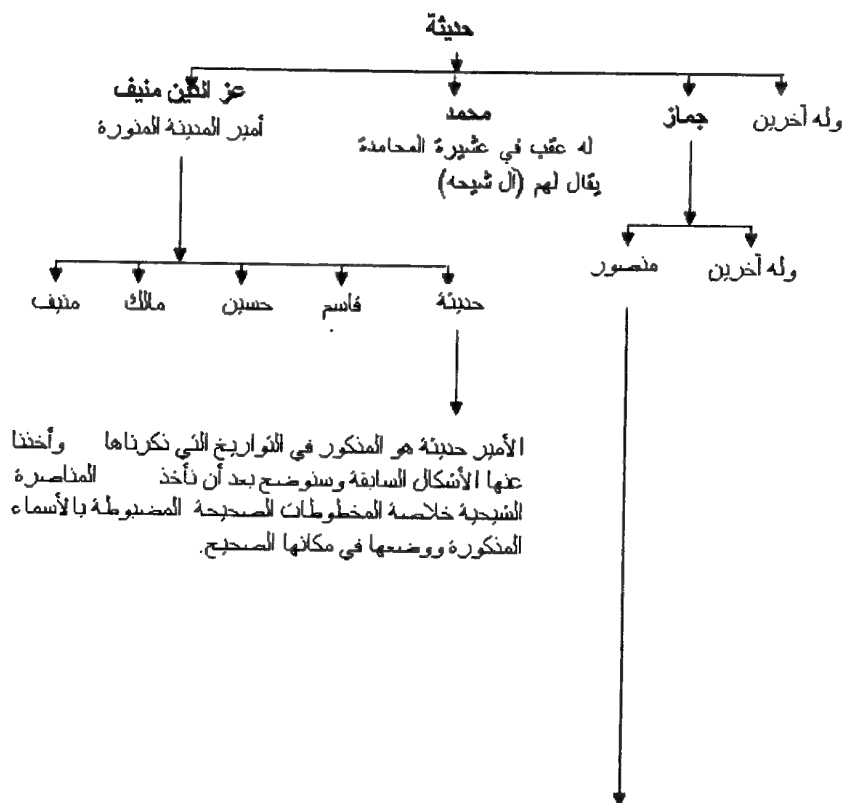 حديثة
وله آخرين
جماز
محمد
عز الدين منيف
له عقب في عشيرة المحامدة
أمير المدينة المنورة
يقال لهم (آل شيحه)
وله آخرين
منصور
حديثة
قاسم
حسين
مالك
منيف
الأمير حديثة هو المذكور في التواريخ التي ذكرناها وأخذنا
عنها الأشكال السابقة وسنوضح بعد أن نأخذ المناصرة
الشيحية خلاصة المخطوطات الصحيحة المضبوطة بالأسماء
المذكورة ووضعها في مكانها الصحيح.